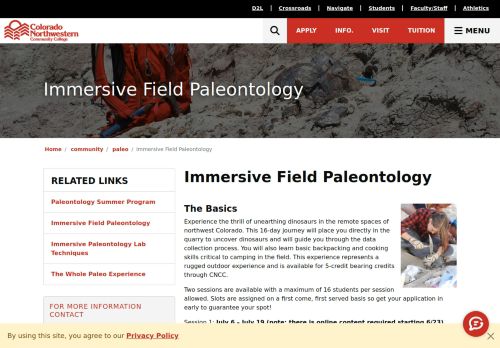 D2L | Crossroads | Navigate | Students | Faculty/Staff | Athletics
Colorado
Northwestern
Community College
APPLY INFO. VISIT TUITION MENU
Immersive Field Paleontology
Home / community / paleo / Immersive Field Paleontology
RELATED LINKS
Paleontology Summer Program
Immersive Field Paleontology
Immersive Paleontology Lab
Techniques
The Whole Paleo Experience
FOR MORE INFORMATION
CONTACT
Immersive Field Paleontology
The Basics
Experience the thrill of unearthing dinosaurs in the remote spaces of
northwest Colorado. This 16-day journey will place you directly in the
quarry to uncover dinosaurs and will guide you through the data
collection process. You will also learn basic backpacking and cooking
skills critical to camping in the field. This experience represents a
rugged outdoor experience and is available for 5-credit bearing credits
through CNCC.
Two sessions are available with a maximum of 16 students per session
allowed. Slots are assigned on a first come, first served basis so get your application in
early to guarantee your spot!
Session 1: July 6 – July 19 (note: there is online content required starting 6/23)
By using this site, you agree to our Privacy Policy